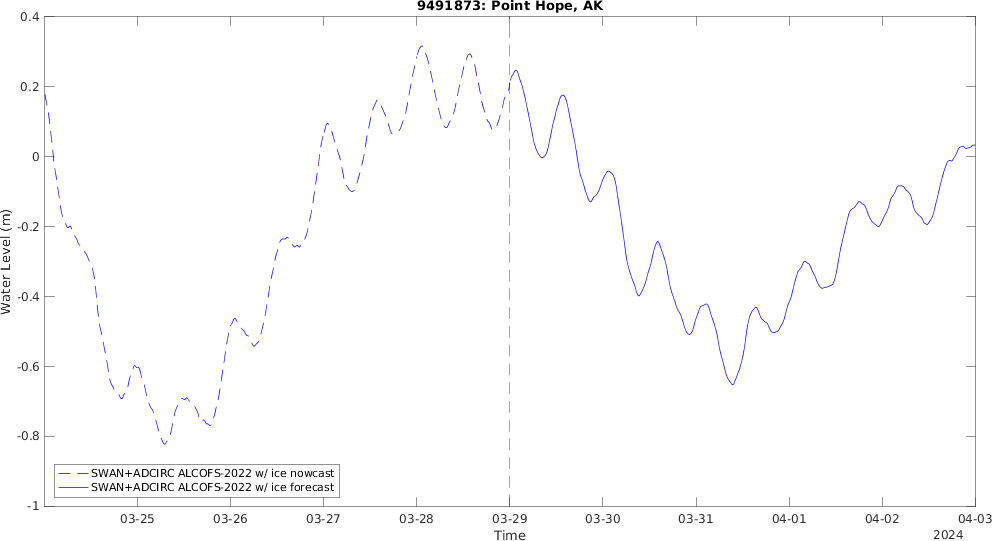 9491873: Point Hope, AK
0.4
0.2
0
-0.2
-0.4
-0.6
-0.8
-1
Water Level (m)
SWAN+ADCIRC ALCOFS-2022 w/ ice nowcast
SWAN+ADCIRC ALCOFS-2022 w/ ice forecast
03-25 03-26 03-27 03-28 03-29 03-30 03-31 04-01 04-02 04-03
Time
2024